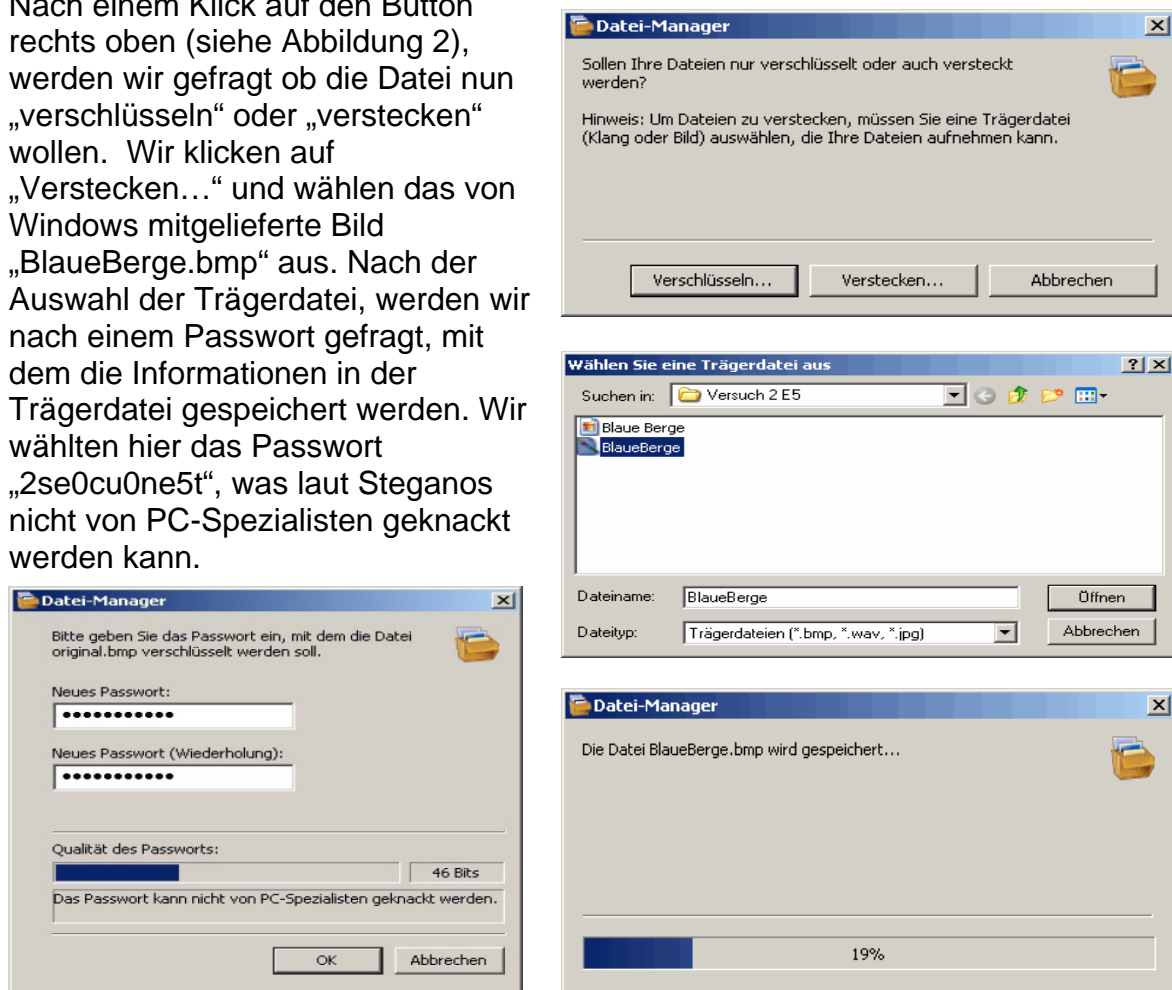 Nach einem Klick auf den Button
rechts oben (siehe Abbildung 2),
werden wir gefragt ob die Datei nun
„verschlüsseln“ oder „verstecken“
wollen. Wir klicken auf
„Verstecken…“ und wählen das von
Windows mitgelieferte Bild
„BlaueBerge.bmp“ aus. Nach der
Auswahl der Trägerdatei, werden wir
nach einem Passwort gefragt, mit
dem die Informationen in der
Trägerdatei gespeichert werden. Wir
wählten hier das Passwort
„2se0cu0ne5t“, was laut Steganos
nicht von PC-Spezialisten geknackt
werden kann.
Datei-Manager
Bitte geben Sie das Passwort ein, mit dem die Datei
original.bmp verschlüsselt werden soll.
Neues Passwort:
●●●●●●●●●●●
Neues Passwort (Wiederholung):
●●●●●●●●●●●
Qualität des Passworts:
46 Bits
Das Passwort kann nicht von PC-Spezialisten geknackt werden.
OK Abbrechen
Datei-Manager
Sollen Ihre Dateien nur verschlüsselt oder auch versteckt
werden?
Hinweis: Um Dateien zu verstecken, müssen Sie eine Trägerdatei
(Klang oder Bild) auswählen, die Ihre Dateien aufnehmen kann.
Verschlüsseln... Verstecken... Abbrechen
Wählen Sie eine Trägerdatei aus
Suchen in: Versuch 2 E5
Blaue Berge
BlaueBerge
Dateiname: BlaueBerge Öffnen
Dateityp: Trägerdateien (*.bmp, *.wav, *.jpg) Abbrechen
Datei-Manager
Die Datei BlaueBerge.bmp wird gespeichert...
19%